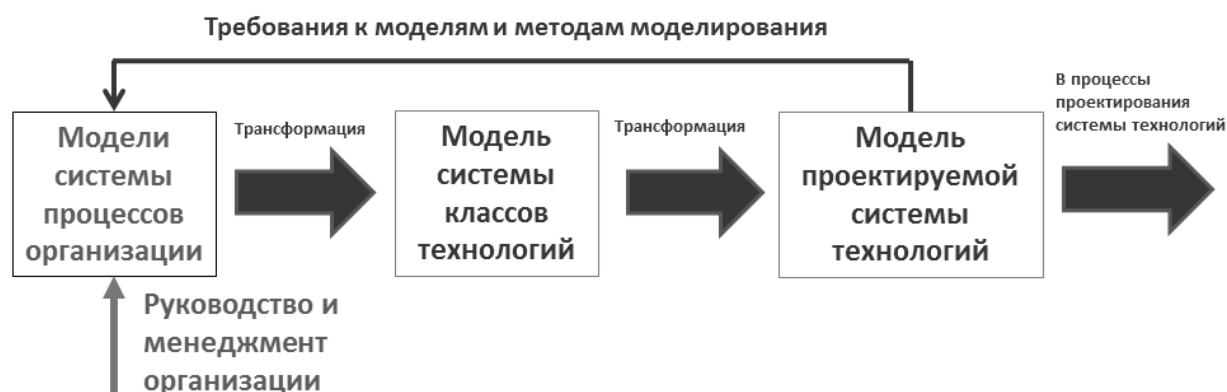 Требования к моделям и методам моделирования
В процессы
проектирования
системы технологий
Модели
системы
процессов
организации
Трансформация
Модель
системы
классов
технологий
Трансформация
Модель
проектируемой
системы
технологий
Руководство и
менеджмент
организации